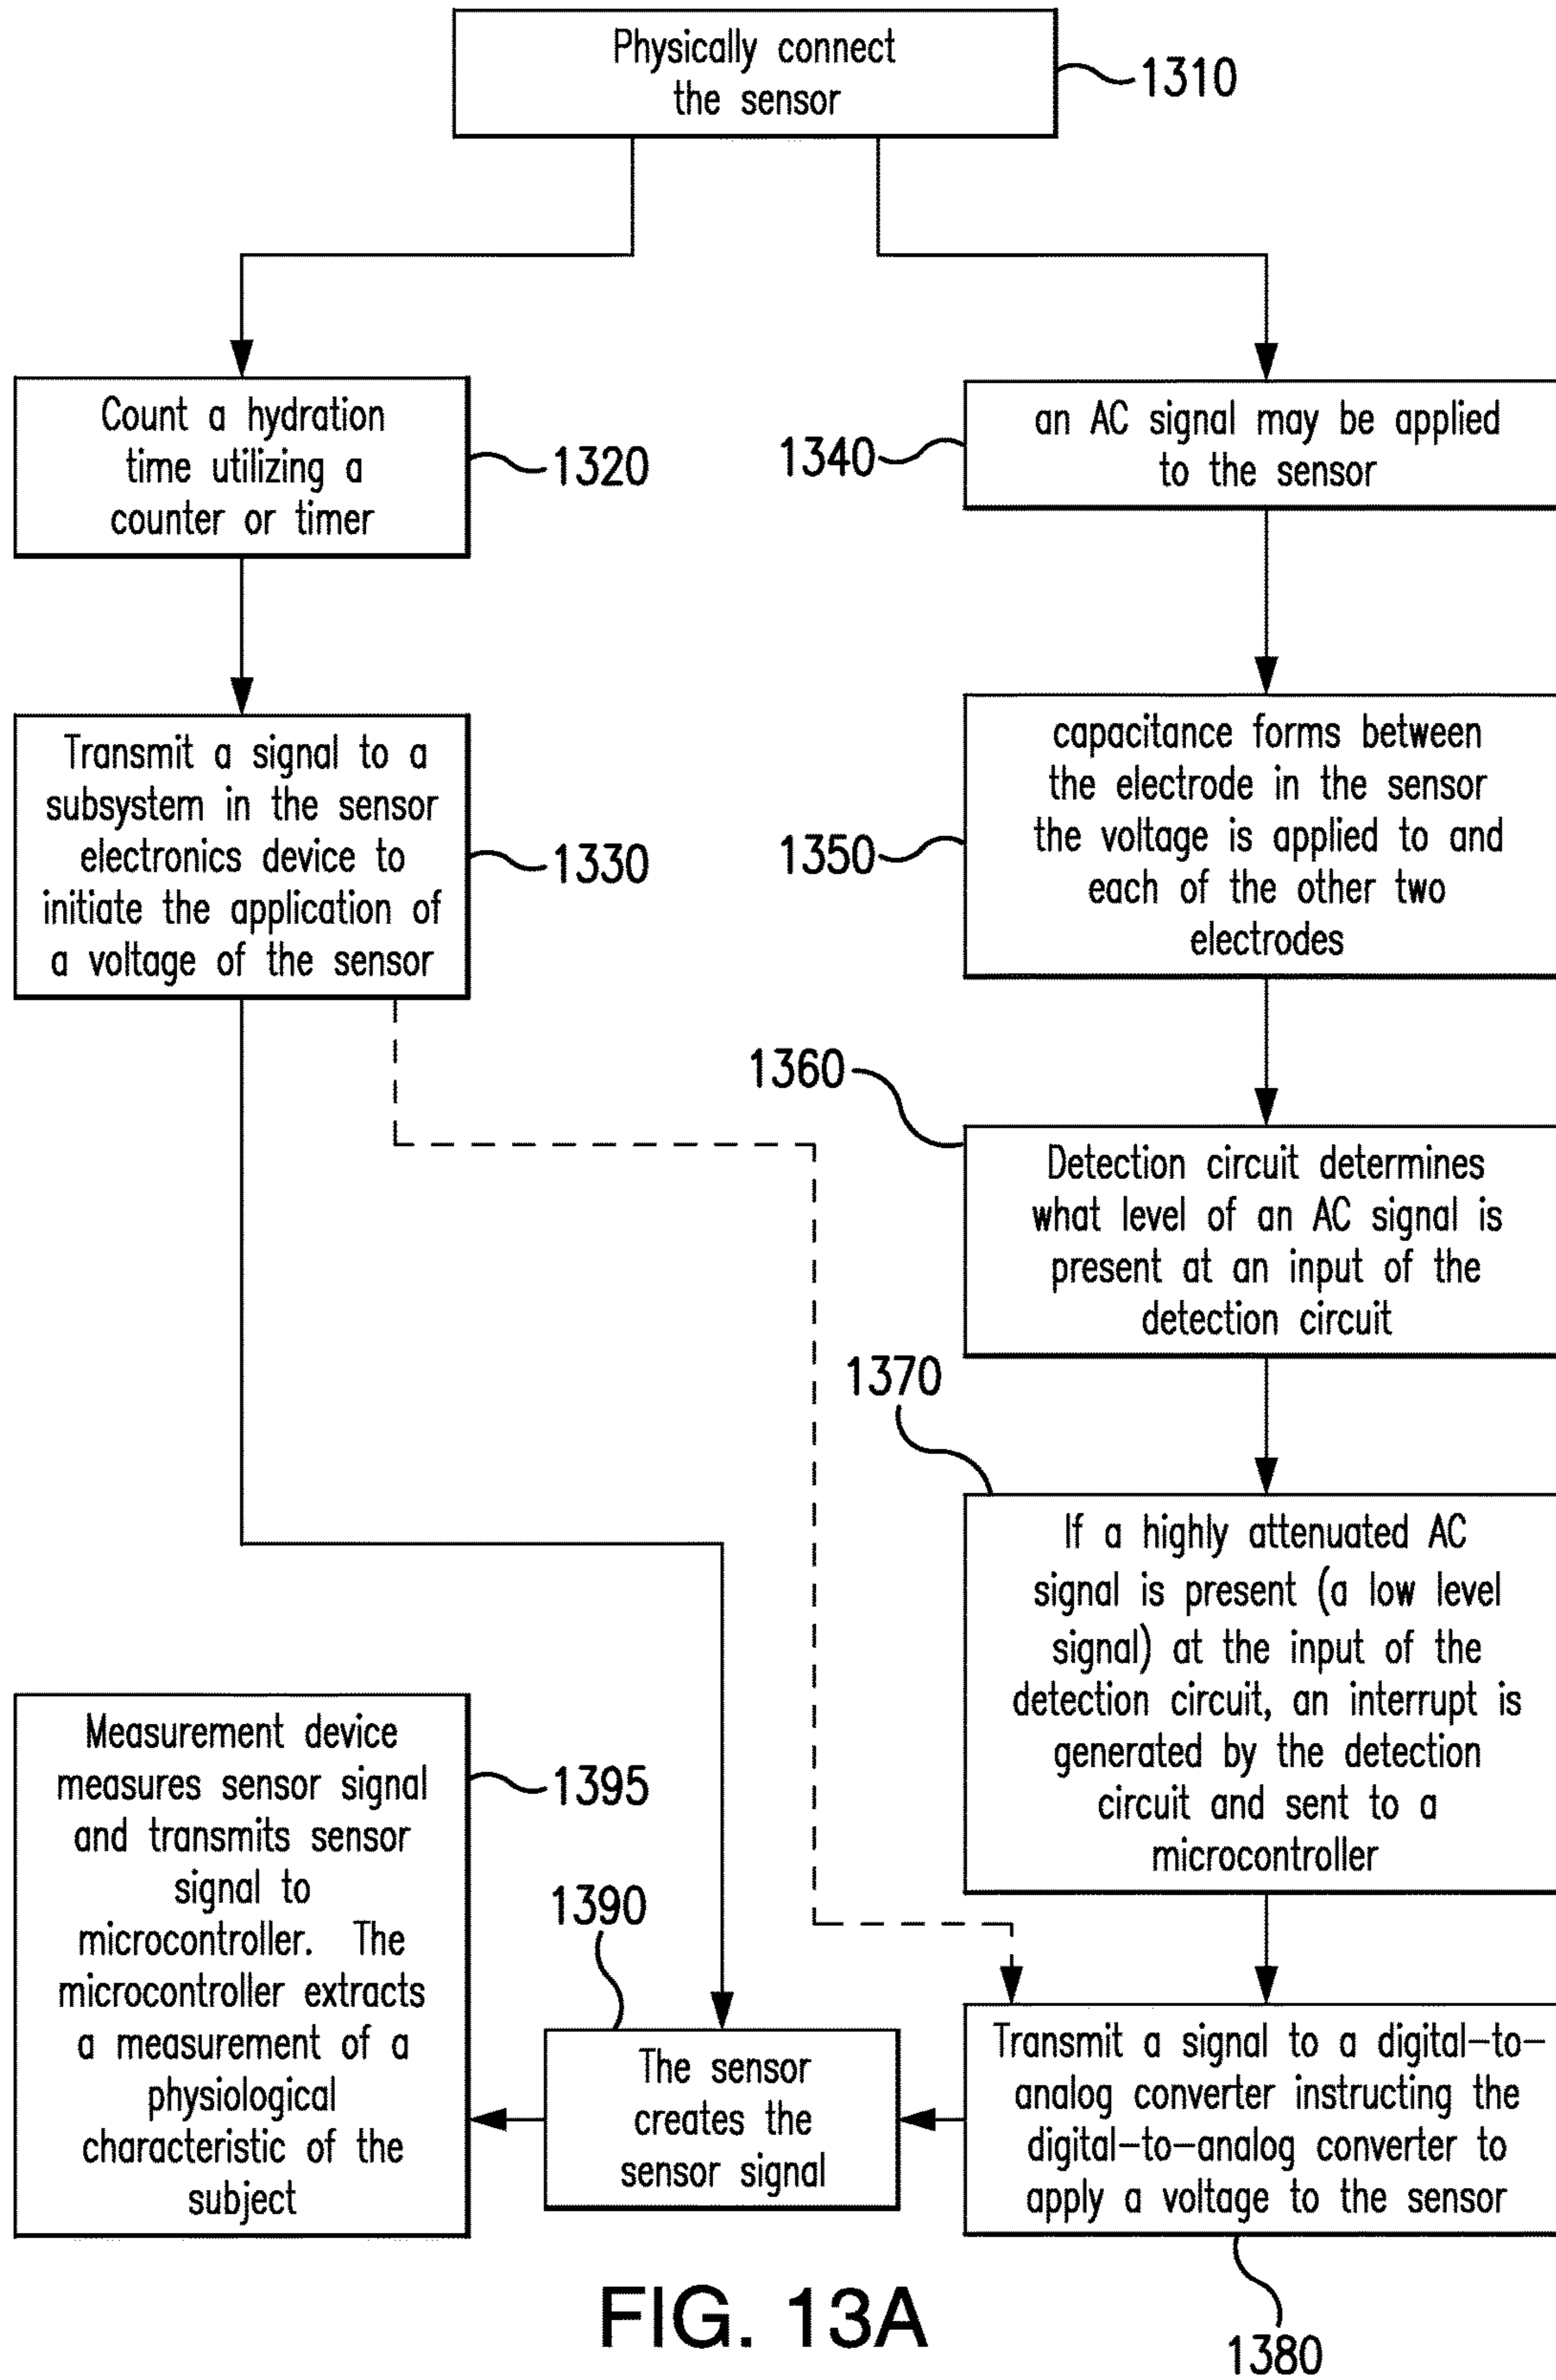 Physically connect
the sensor
1310
Count a hydration
time utilizing a
counter or timer
1320
Transmit a signal to a
subsystem in the sensor
electronics device to
initiate the application of
a voltage of the sensor
1330
1340
an AC signal may be applied
to the sensor
1350
capacitance forms between
the electrode in the sensor
the voltage is applied to and
each of the other two
electrodes
1360
Detection circuit determines
what level of an AC signal is
present at an input of the
detection circuit
1370
If a highly attenuated AC
signal is present (a low level
signal) at the input of the
detection circuit, an interrupt is
generated by the detection
circuit and sent to a
microcontroller
Transmit a signal to a digital-to-
analog converter instructing the
digital-to-analog converter to
apply a voltage to the sensor
1380
1390
The sensor
creates the
sensor signal
Measurement device
measures sensor signal
and transmits sensor
signal to
microcontroller. The
microcontroller extracts
a measurement of a
physiological
characteristic of the
subject
1395
FIG. 13A